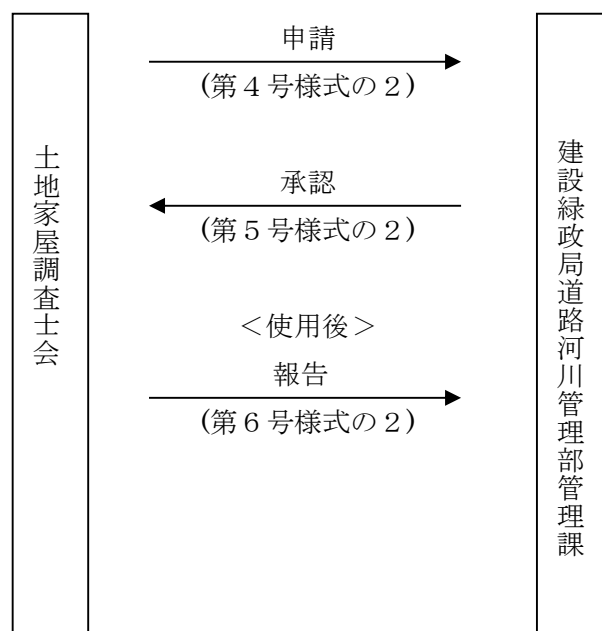 土地家屋調査士会
申請
(第４号様式の２)
承認
(第５号様式の２)
＜使用後＞
報告
(第６号様式の２)
建設緑政局道路河川管理部管理課